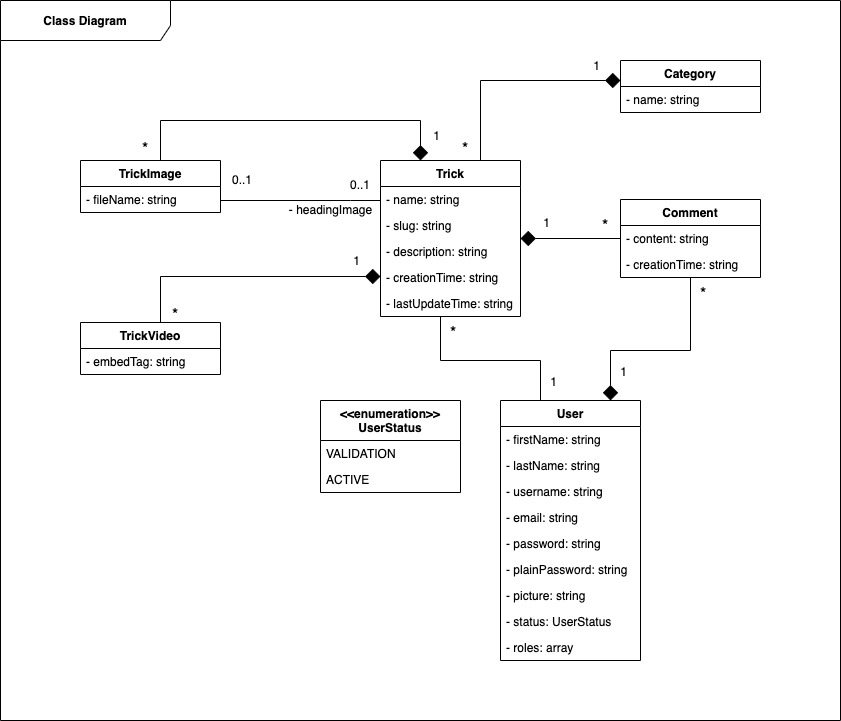 Class Diagram
1
Category
- name: string
*
*
1
TrickImage
- fileName: string
0..1
0..1
- headingImage
Trick
- name: string
- slug: string
- description: string
- creationTime: string
- lastUpdateTime: string
1
*
Comment
- content: string
- creationTime: string
1
*
TrickVideo
- embedTag: string
*
1
*
1
<<enumeration>>
UserStatus
VALIDATION
ACTIVE
User
- firstName: string
- lastName: string
- username: string
- email: string
- password: string
- plainPassword: string
- picture: string
- status: UserStatus
- roles: array